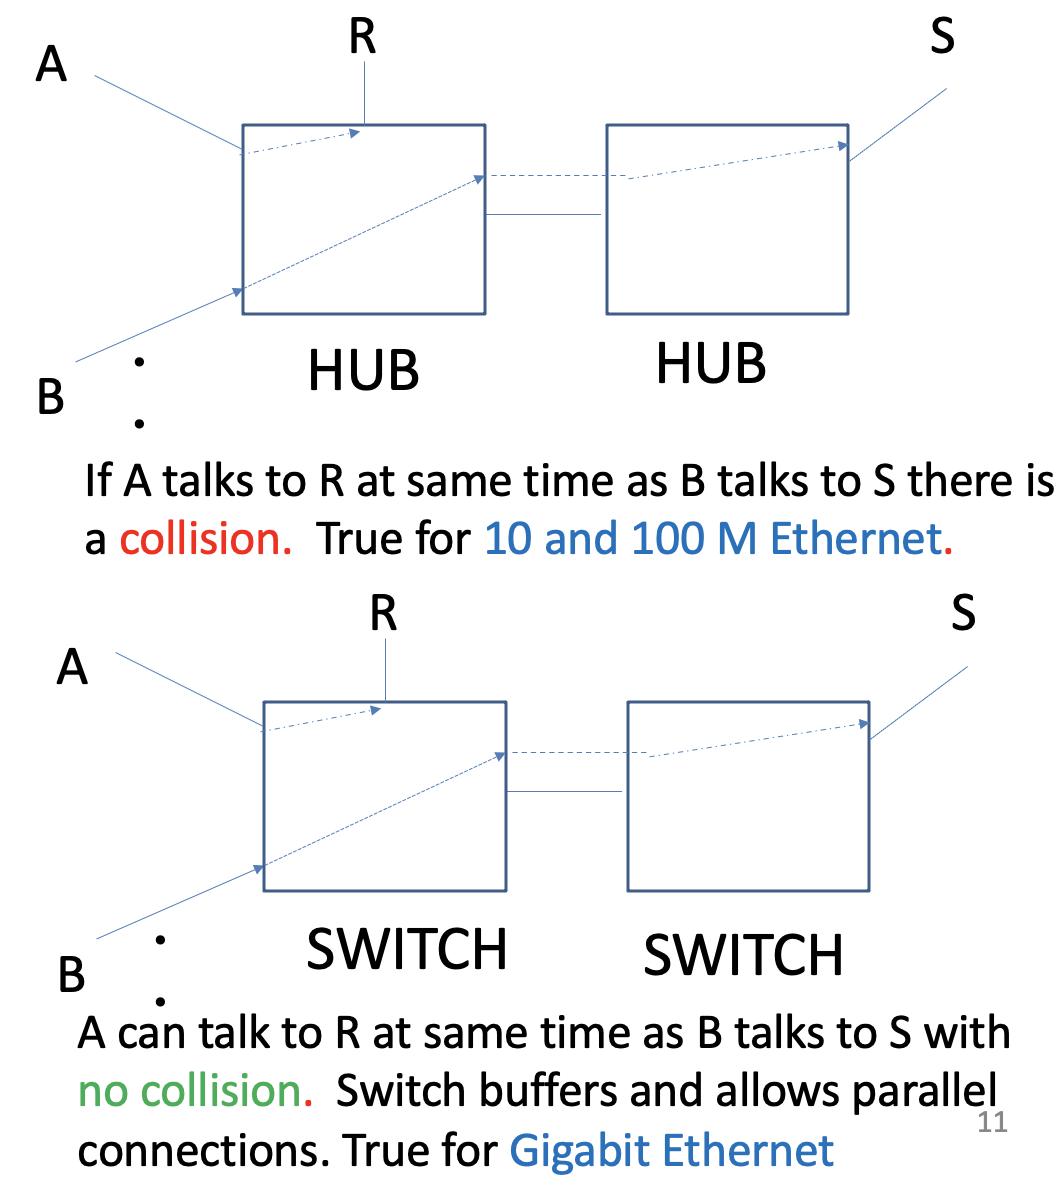 R
S
A
HUB
HUB
B
If A talks to R at same time as B talks to S there is
a collision. True for 10 and 100 M Ethernet.
R
S
A
SWITCH
SWITCH
B
A can talk to R at same time as B talks to S with
no collision. Switch buffers and allows parallel
11
connections. True for Gigabit Ethernet